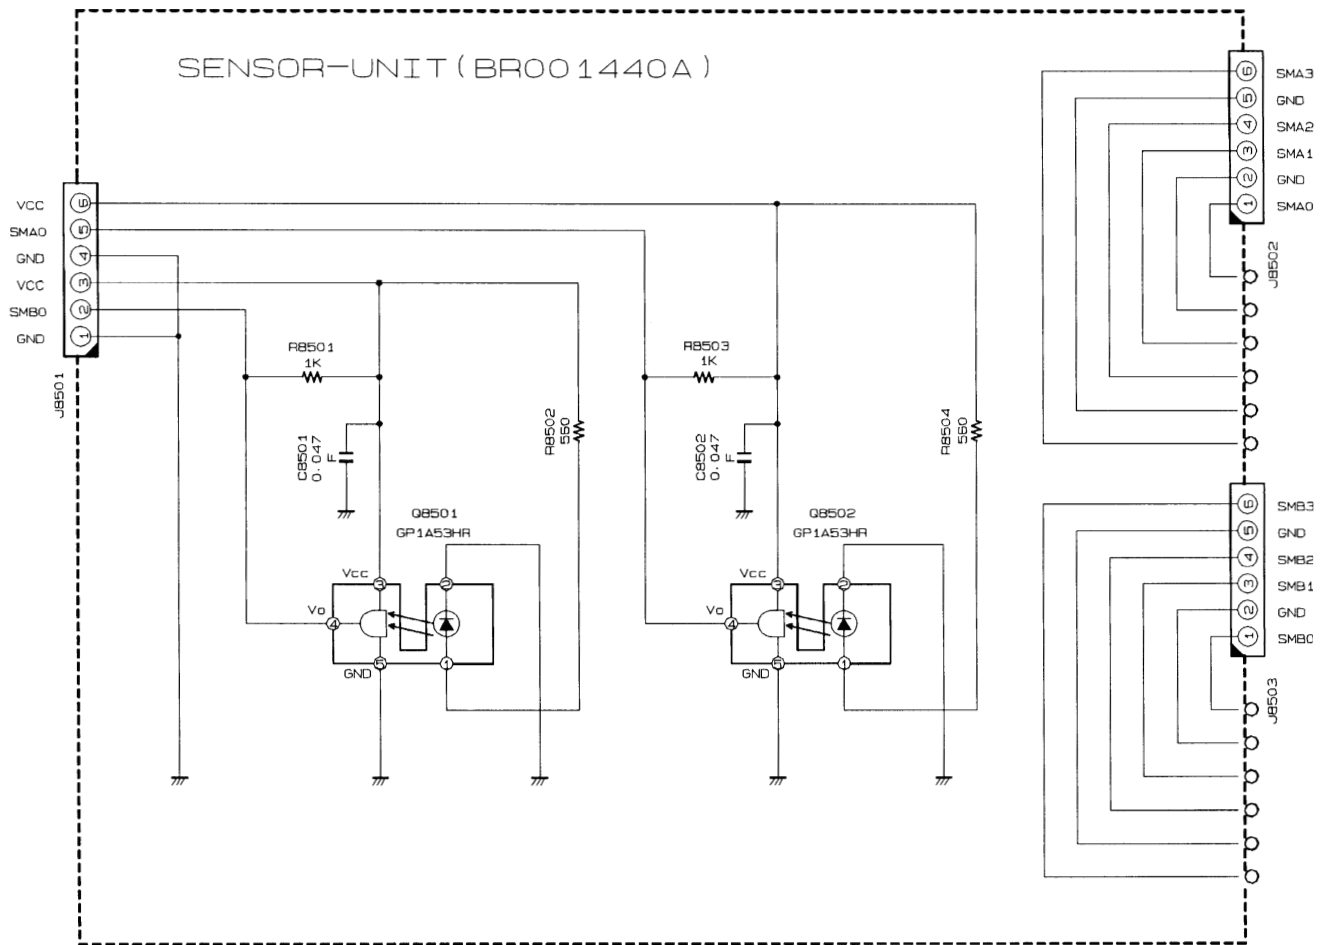 SENSOR-UNIT(BR001440A)
VCC
SMA0
GND
VCC
SMB0
GND
6
5
4
3
2
1
J8501
R8501
1K
C8501
0.047
F
R8502
560
Q8501
GP1A53HR
Vcc
3
2
Vo
4
GND
5
1
R8503
1K
C8502
0.047
F
R8504
560
Q8502
GP1A53HR
Vcc
3
2
Vo
4
GND
5
1
6 SMA3
5 GND
4 SMA2
3 SMA1
2 GND
1 SMA0
J8502
6 SMB3
5 GND
4 SMB2
3 SMB1
2 GND
1 SMB0
J8503